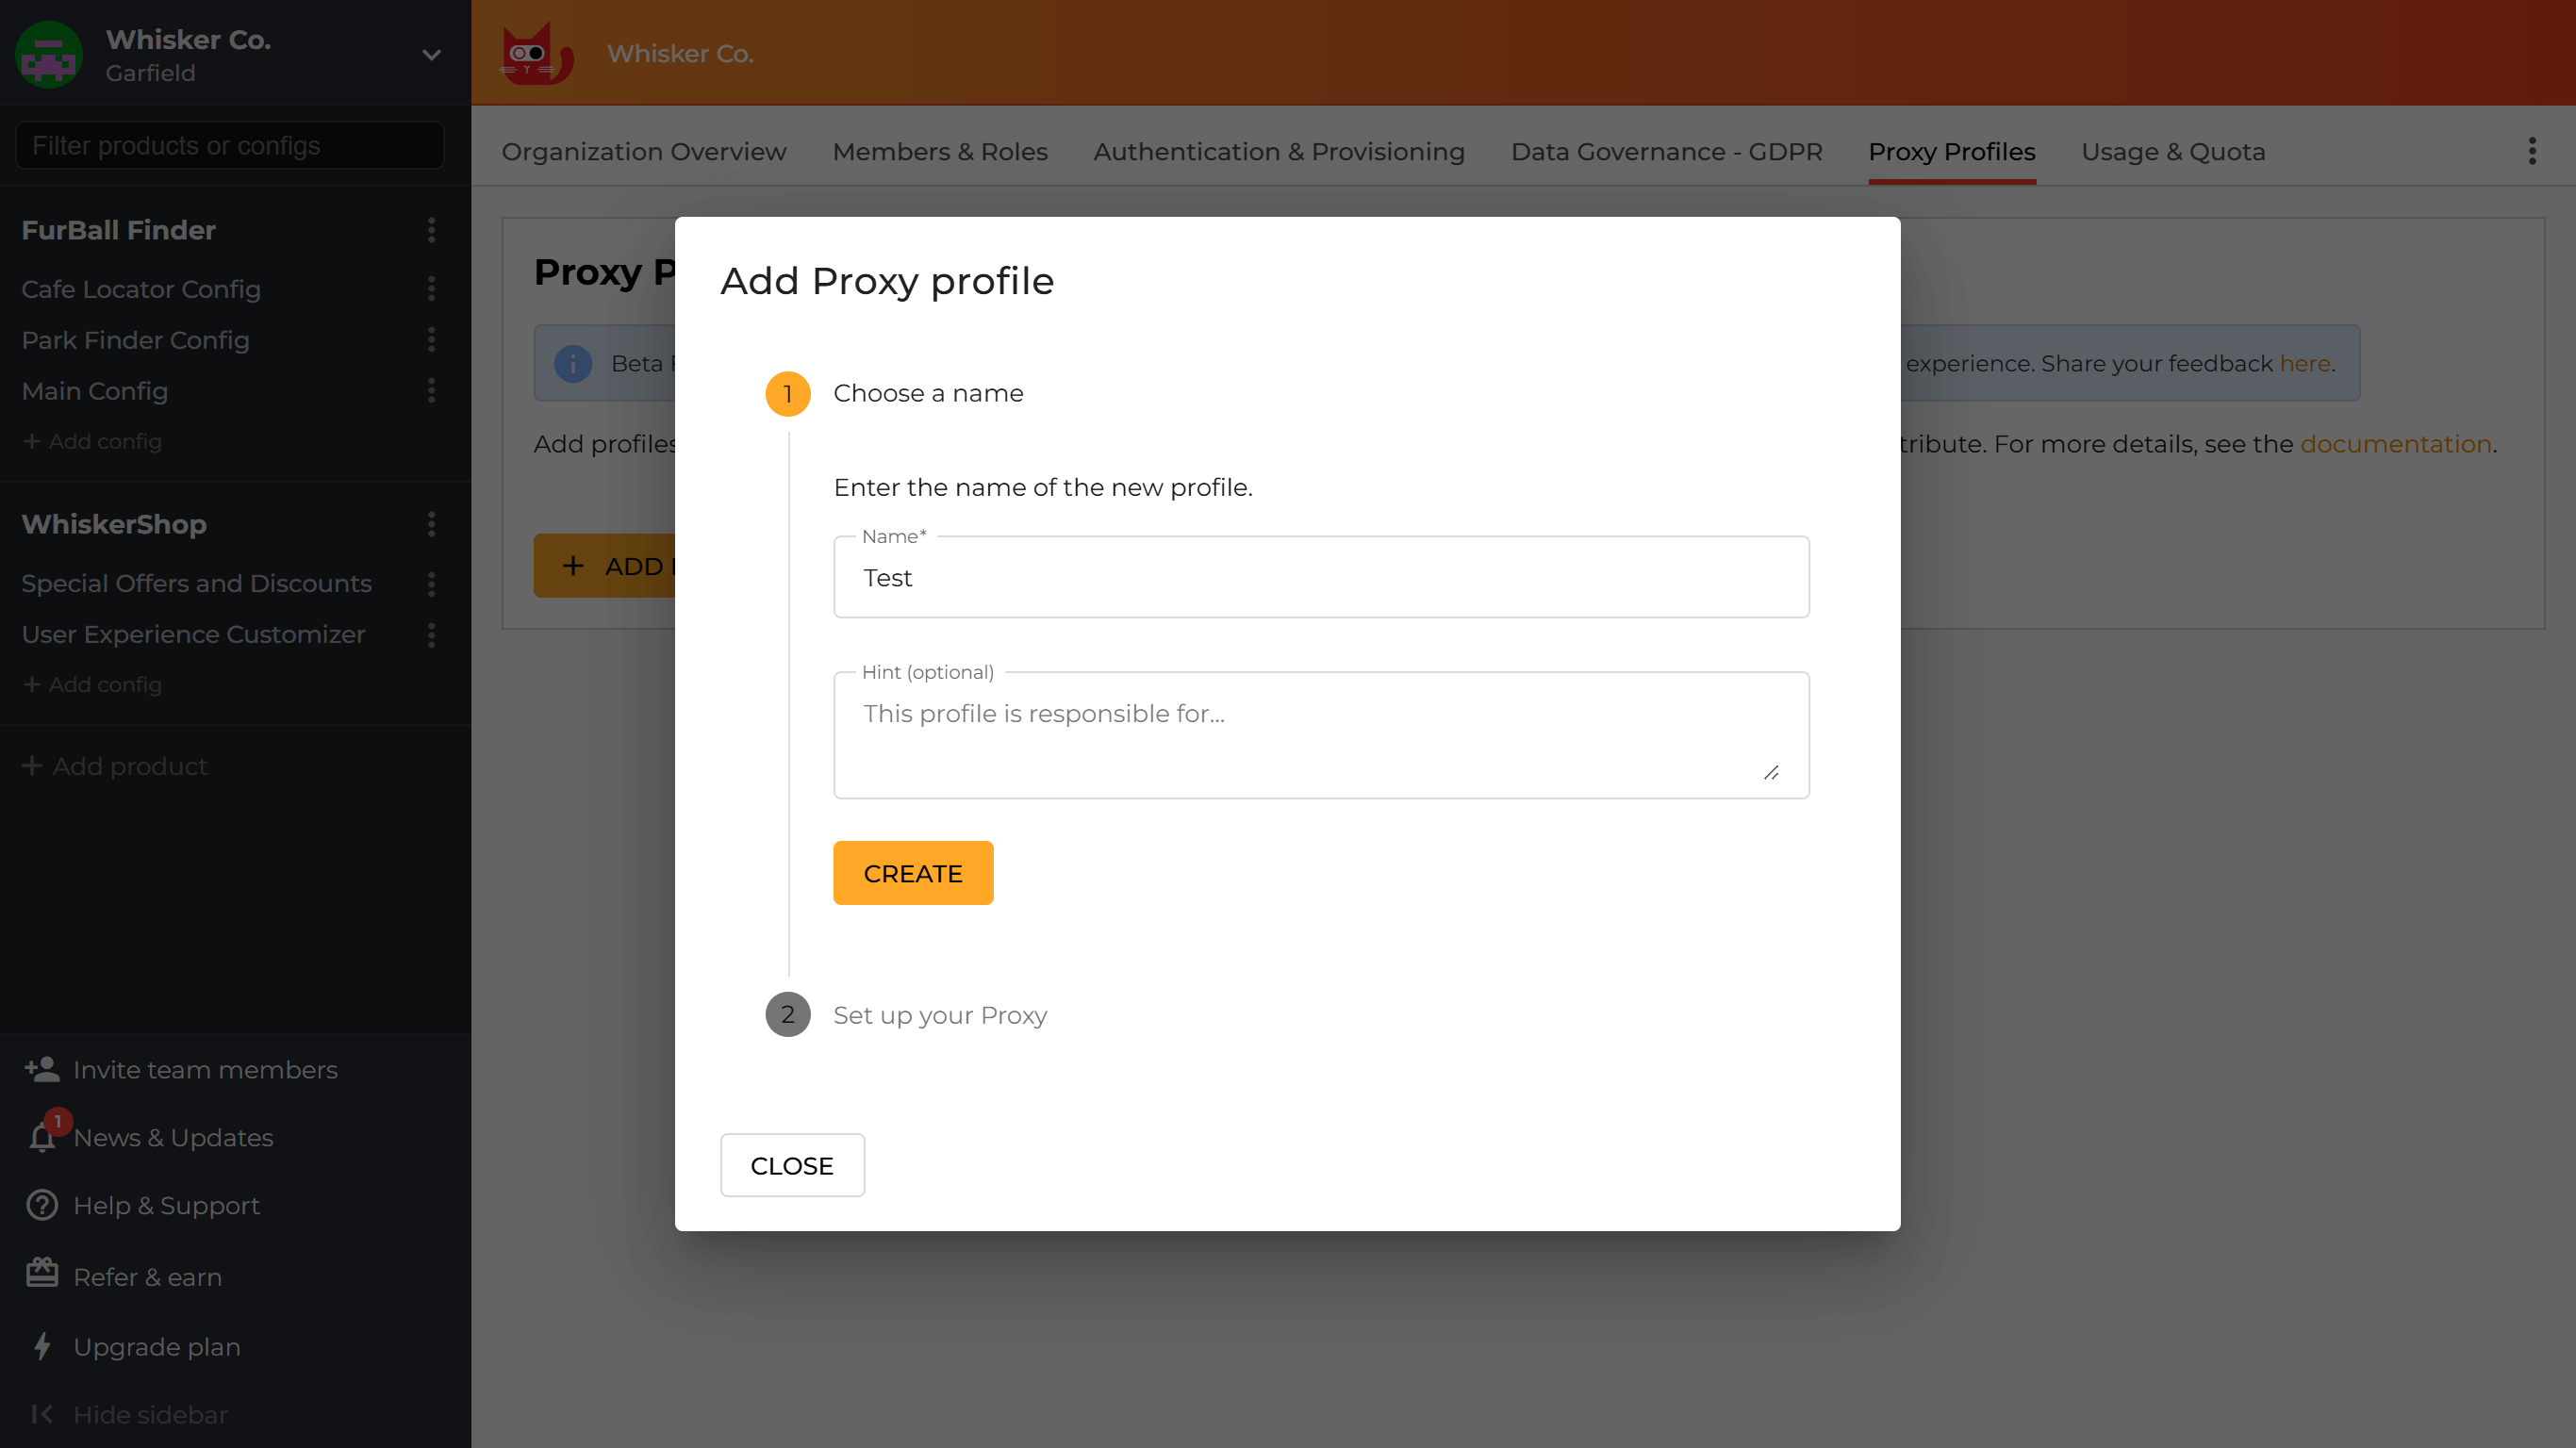 Whisker Co.
Garfield
Filter products or configs
FurBall Finder
Cafe Locator Config
Park Finder Config
Main Config
+ Add config
WhiskerShop
Special Offers and Discounts
User Experience Customizer
+ Add config
+ Add product
Invite team members
1
News & Updates
Help & Support
Refer & earn
Upgrade plan
Hide sidebar
Whisker Co.
Organization Overview Members & Roles Authentication & Provisioning Data Governance - GDPR Proxy Profiles Usage & Quota
Proxy P
Beta
experience. Share your feedback here.
Add profiles
tribute. For more details, see the documentation.
+ ADD
Add Proxy profile
1 Choose a name
Enter the name of the new profile.
Name*
Test
Hint (optional)
This profile is responsible for...
CREATE
2 Set up your Proxy
CLOSE